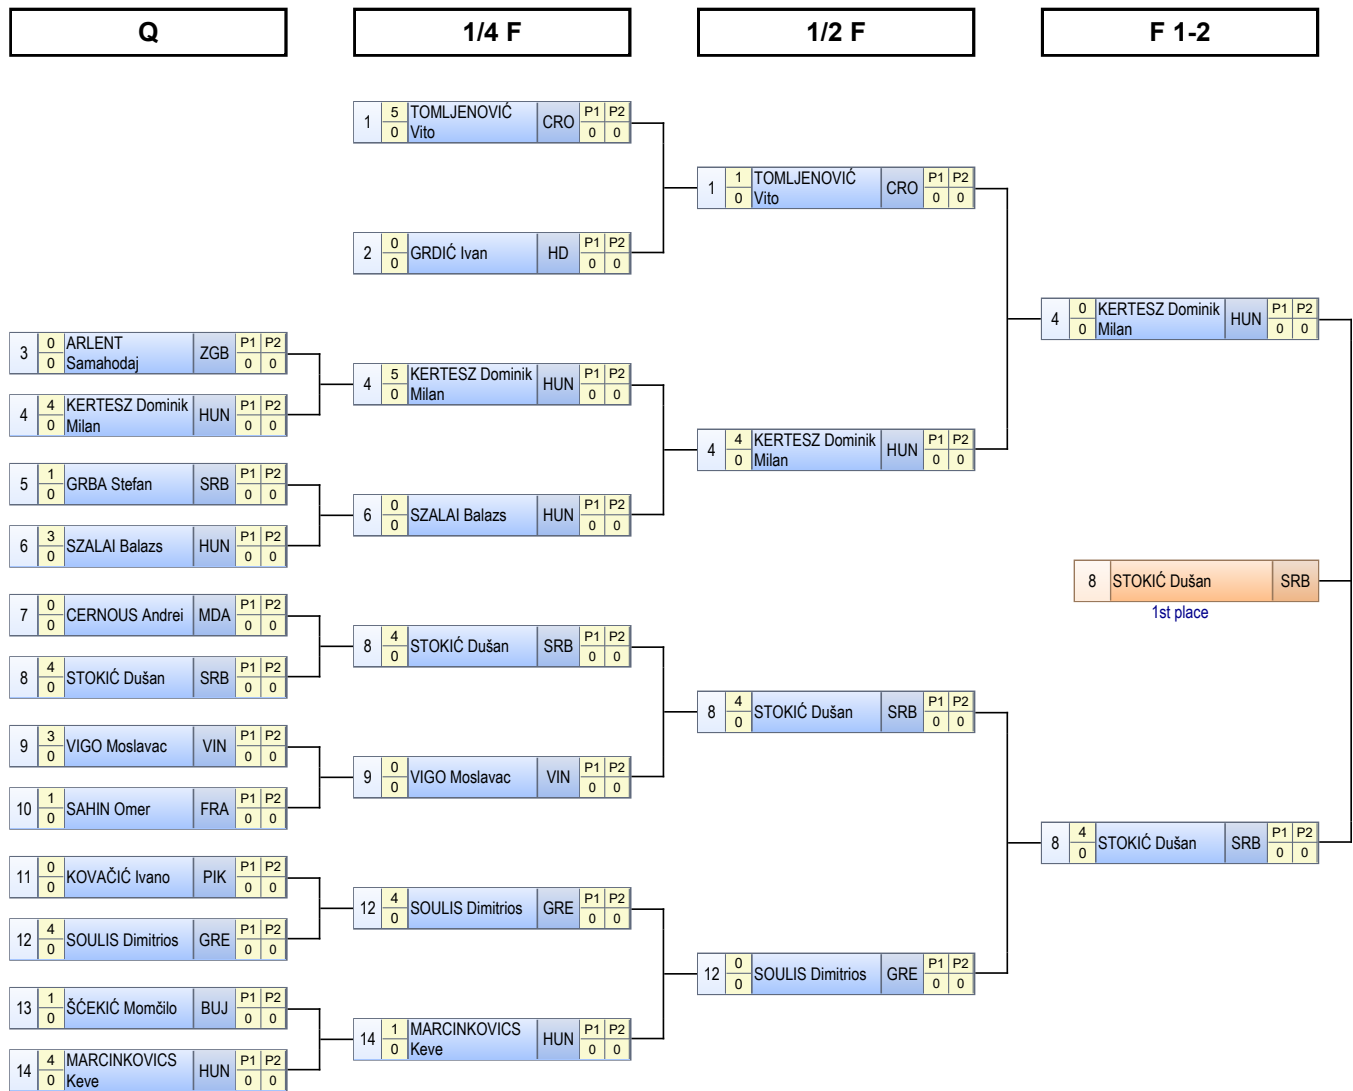 Q
1/4 F
1/2 F
F 1-2
1 5 0 TOMLJENOVIĆ Vito CRO P1 P2 0 0
2 0 0 GRDIĆ Ivan HD P1 P2 0 0
3 0 0 ARLENT Samahodaj ZGB P1 P2 0 0
4 4 0 KERTESZ Dominik Milan HUN P1 P2 0 0
5 1 0 GRBA Stefan SRB P1 P2 0 0
6 3 0 SZALAI Balazs HUN P1 P2 0 0
7 0 0 CERNOUS Andrei MDA P1 P2 0 0
8 4 0 STOKIĆ Dušan SRB P1 P2 0 0
9 3 0 VIGO Moslavac VIN P1 P2 0 0
10 1 0 SAHIN Omer FRA P1 P2 0 0
11 0 0 KOVAČIĆ Ivano PIK P1 P2 0 0
12 4 0 SOULIS Dimitrios GRE P1 P2 0 0
13 1 0 ŠĆEKIĆ Momčilo BUJ P1 P2 0 0
14 4 0 MARCINKOVICS Keve HUN P1 P2 0 0
4 5 0 KERTESZ Dominik Milan HUN P1 P2 0 0
6 0 0 SZALAI Balazs HUN P1 P2 0 0
8 4 0 STOKIĆ Dušan SRB P1 P2 0 0
9 0 0 VIGO Moslavac VIN P1 P2 0 0
12 4 0 SOULIS Dimitrios GRE P1 P2 0 0
14 1 0 MARCINKOVICS Keve HUN P1 P2 0 0
1 1 0 TOMLJENOVIĆ Vito CRO P1 P2 0 0
4 4 0 KERTESZ Dominik Milan HUN P1 P2 0 0
8 4 0 STOKIĆ Dušan SRB P1 P2 0 0
12 0 0 SOULIS Dimitrios GRE P1 P2 0 0
4 0 0 KERTESZ Dominik Milan HUN P1 P2 0 0
8 STOKIĆ Dušan SRB
1st place
8 4 0 STOKIĆ Dušan SRB P1 P2 0 0